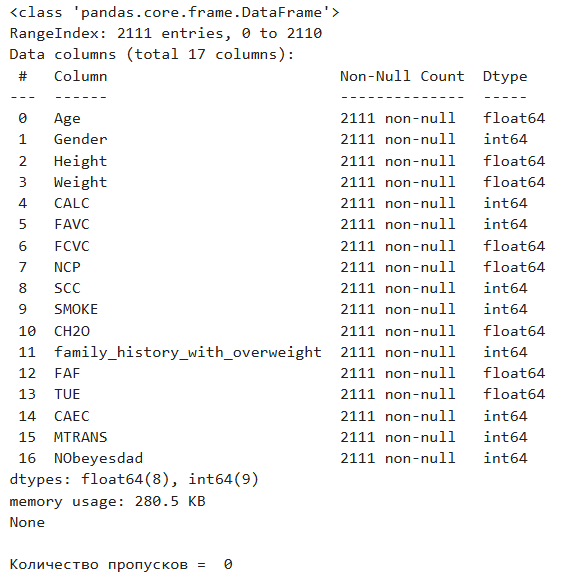 <class 'pandas.core.frame.DataFrame'>
RangeIndex: 2111 entries, 0 to 2110
Data columns (total 17 columns):
 #   Column                          Non-Null Count  Dtype
---  ------                          --------------  -----
 0   Age                             2111 non-null   float64
 1   Gender                          2111 non-null   int64
 2   Height                          2111 non-null   float64
 3   Weight                          2111 non-null   float64
 4   CALC                            2111 non-null   int64
 5   FAVC                            2111 non-null   int64
 6   FCVC                            2111 non-null   float64
 7   NCP                             2111 non-null   float64
 8   SCC                             2111 non-null   int64
 9   SMOKE                           2111 non-null   int64
 10  CH2O                            2111 non-null   float64
 11  family_history_with_overweight  2111 non-null   int64
 12  FAF                             2111 non-null   float64
 13  TUE                             2111 non-null   float64
 14  CAEC                            2111 non-null   int64
 15  MTRANS                          2111 non-null   int64
 16  NObeyesdad                      2111 non-null   int64
dtypes: float64(8), int64(9)
memory usage: 280.5 KB
None

Количество пропусков =  0